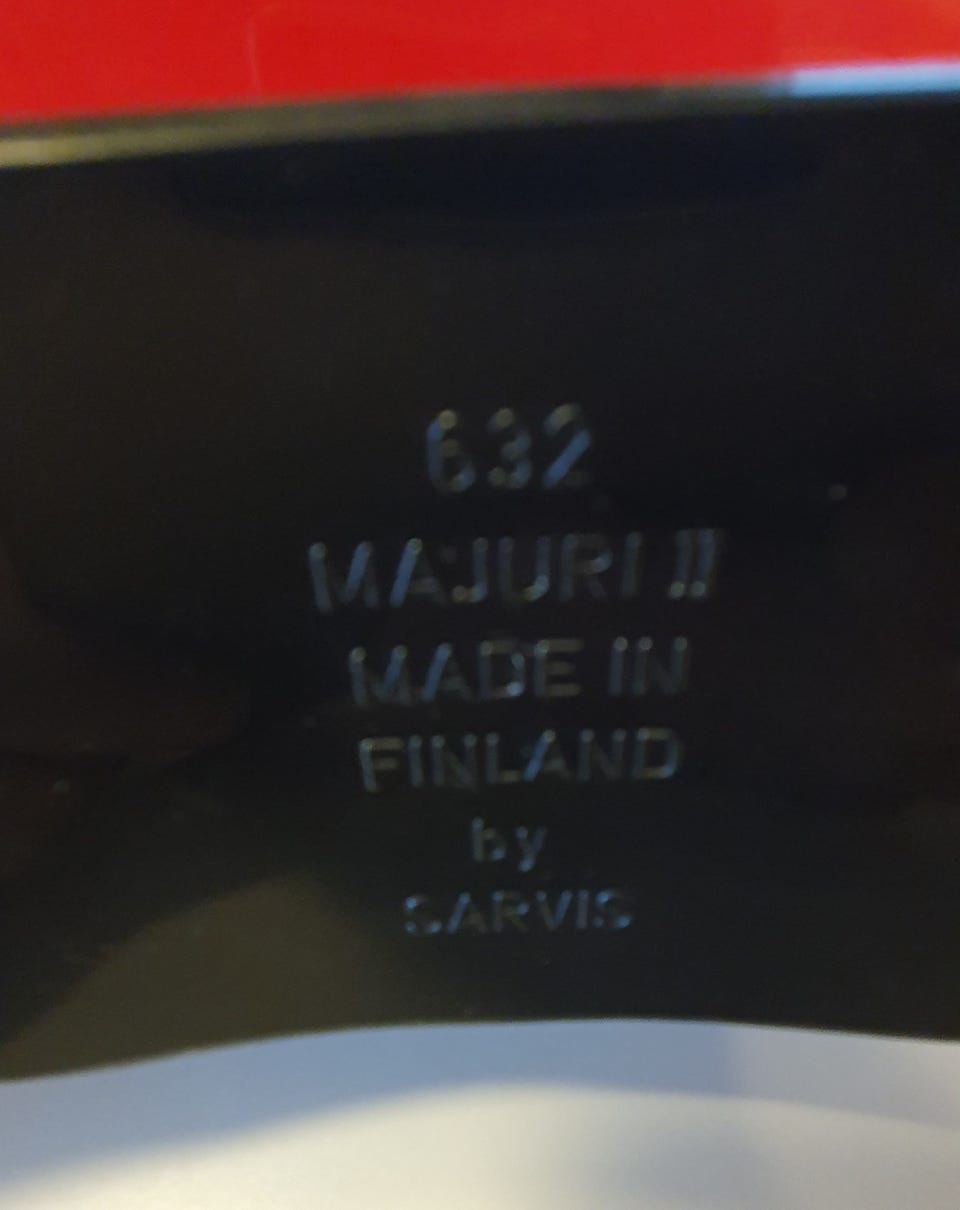 632
MAJURI II
MADE IN
FINLAND
by
SARVIS